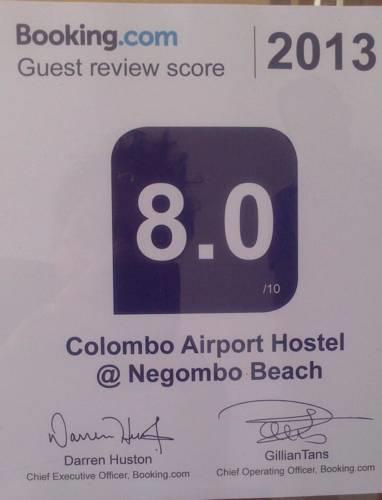 Booking.com
Guest review score
2013
8.0
/10
Colombo Airport Hostel
@ Negombo Beach
Darren Huston
Chief Executive Officer, Booking.com
GillianTans
Chief Operating Officer, Booking.com